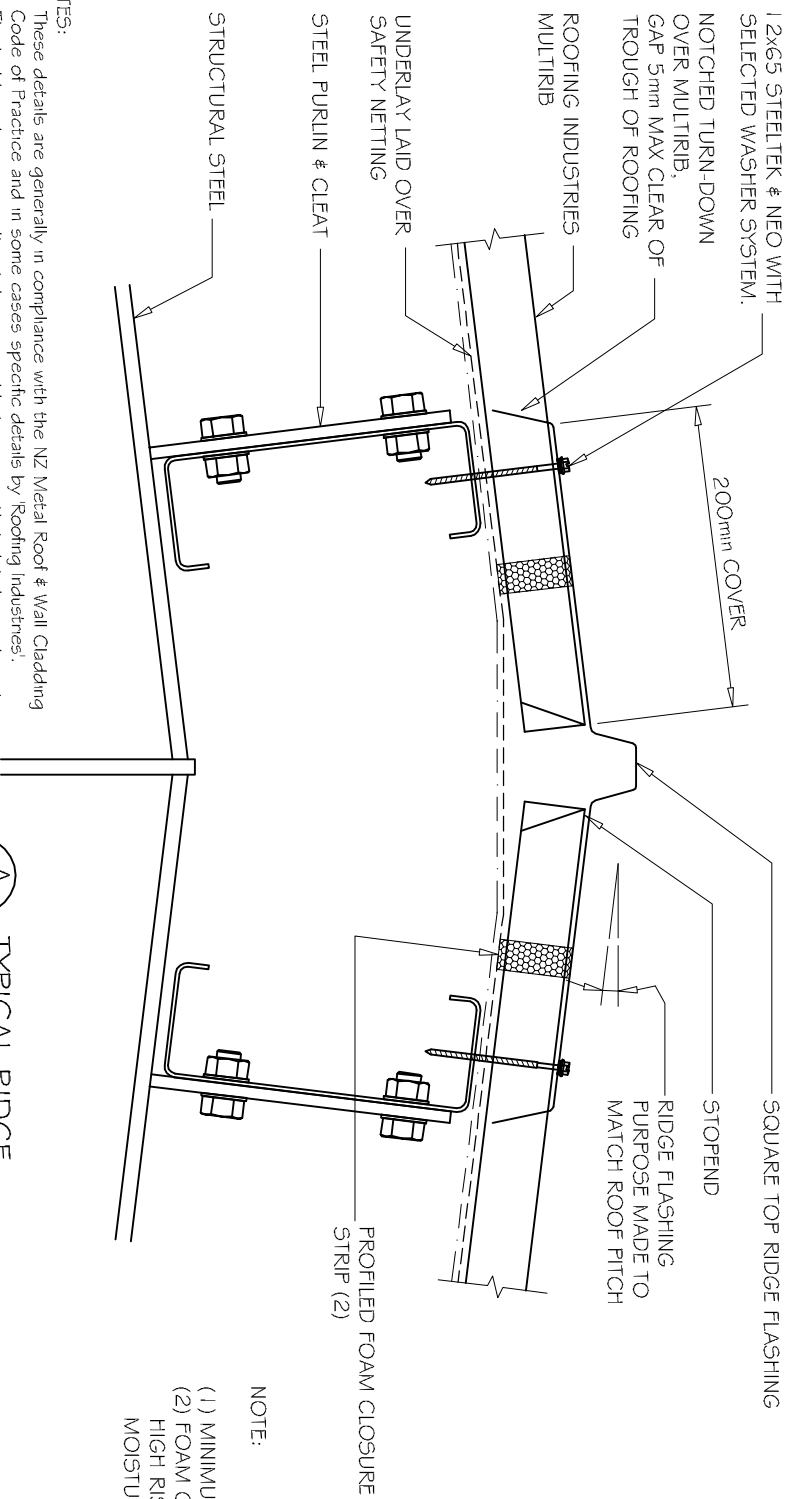 12x65 STEELTEK & NEO WITH
SELECTED WASHER SYSTEM.
NOTCHED TURN-DOWN
OVER MULTIRIB,
GAP 5mm MAX CLEAR OF
TROUGH OF ROOFING
ROOFING INDUSTRIES
MULTIRIB
UNDERLAY LAID OVER
SAFETY NETTING
STEEL PURLIN & CLEAT
STRUCTURAL STEEL
200min COVER
SQUARE TOP RIDGE FLASHING
STOPEND
RIDGE FLASHING
PURPOSE MADE TO
MATCH ROOF PITCH
PROFILED FOAM CLOSURE
STRIP (2)
NOTE:
(1) MINIMU
(2) FOAM
HIGH RIS
MOISTU
A TYPICAL RIDGE
TES:
These details are generally in compliance with the NZ Metal Roof & Wall Cladding
Code of Practice and in some cases specific details by 'Roofing Industries'.